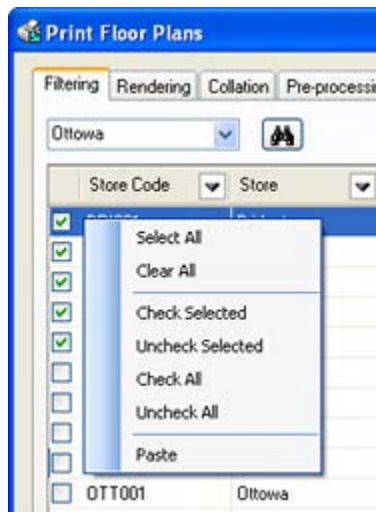 Print Floor Plans
Filtering Rendering Collation
Ottowa
Store Code Store
Select All
Clear All
Check Selected
Uncheck Selected
Check All
Uncheck All
Paste
OTT001 Ottowa